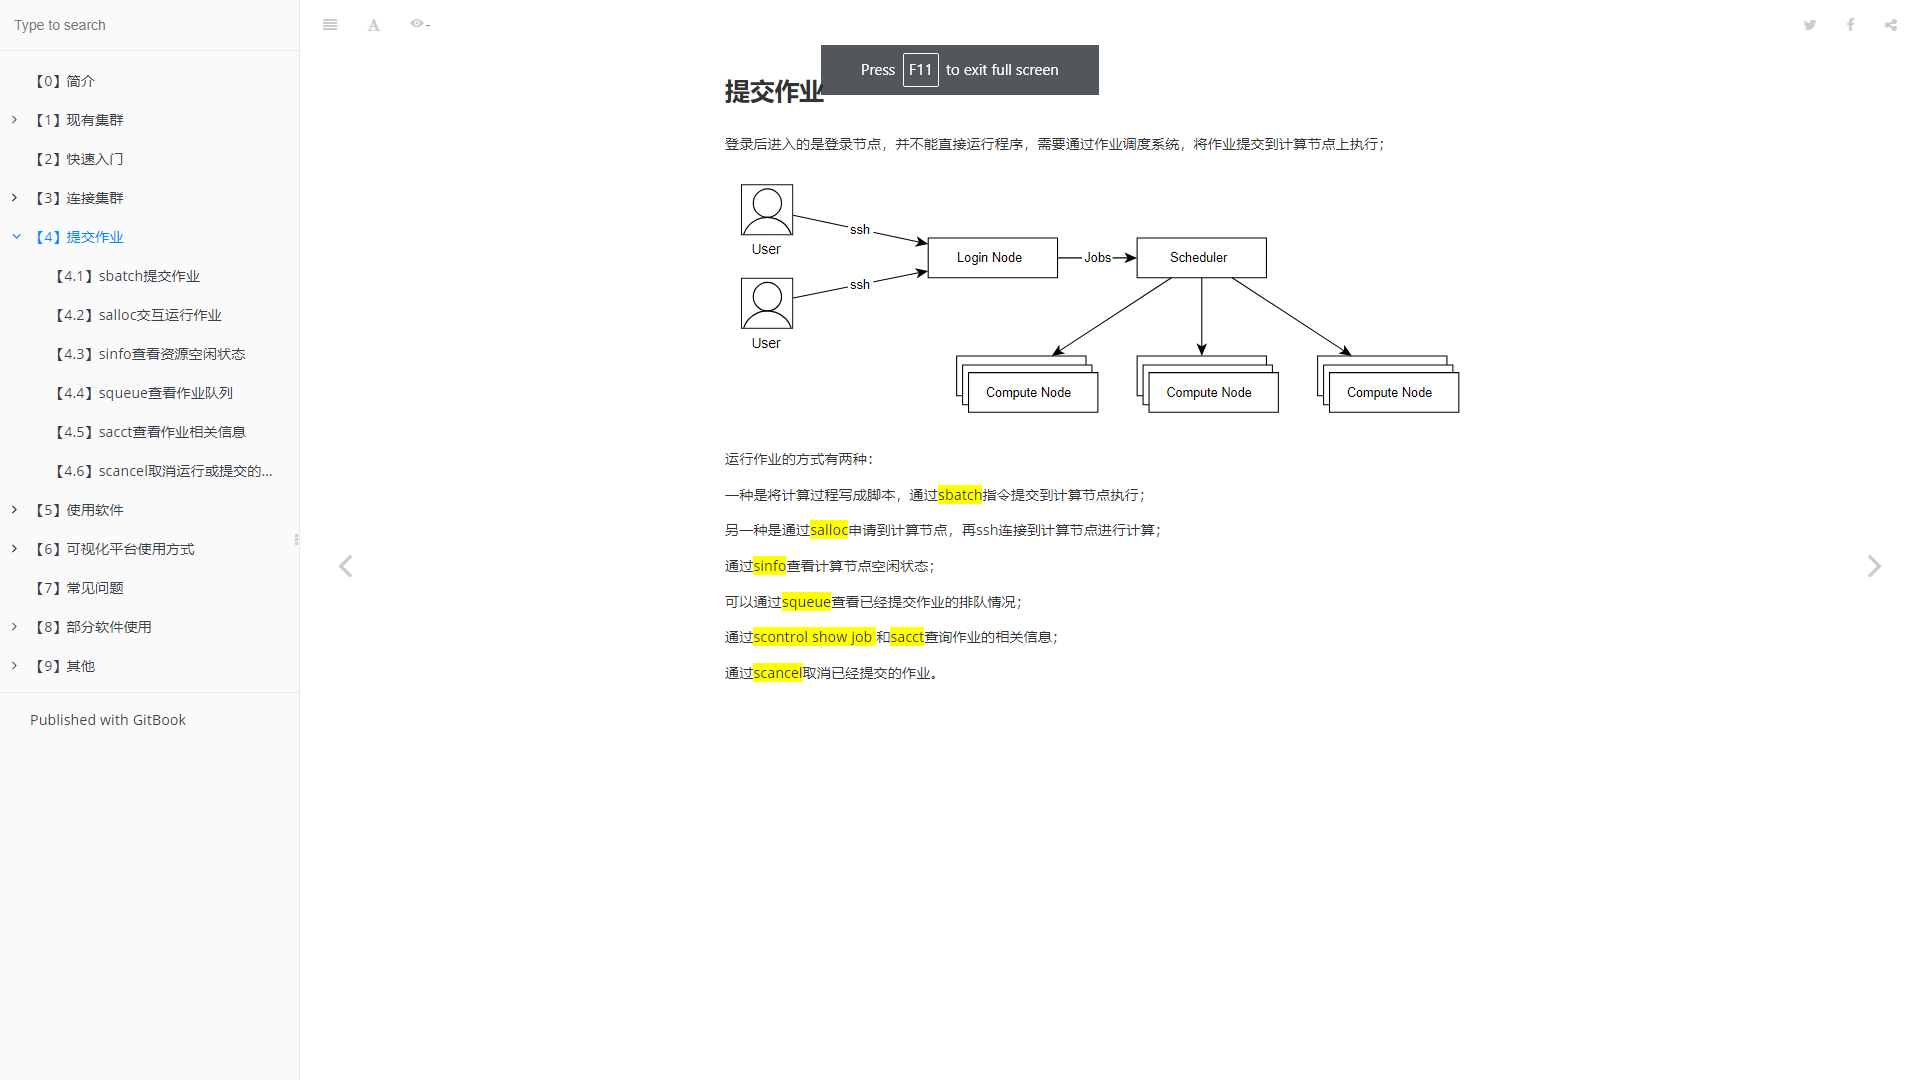 Type to search
【0】简介
【1】现有集群
【2】快速入门
【3】连接集群
【4】提交作业
【4.1】sbatch提交作业
【4.2】salloc交互运行作业
【4.3】sinfo查看资源空闲状态
【4.4】squeue查看作业队列
【4.5】sacct查看作业相关信息
【4.6】scancel取消运行或提交的...
【5】使用软件
【6】可视化平台使用方式
【7】常见问题
【8】部分软件使用
【9】其他
Published with GitBook
A
-
Press F11 to exit full screen
提交作业
登录后进入的是登录节点，并不能直接运行程序，需要通过作业调度系统，将作业提交到计算节点上执行；
User
ssh
Login Node
Jobs
Scheduler
ssh
User
Compute Node
Compute Node
Compute Node
运行作业的方式有两种：
一种是将计算过程写成脚本，通过sbatch指令提交到计算节点执行；
另一种是通过salloc申请到计算节点，再ssh连接到计算节点进行计算；
通过sinfo查看计算节点空闲状态；
可以通过squeue查看已经提交作业的排队情况；
通过scontrol show job 和sacct查询作业的相关信息；
通过scancel取消已经提交的作业。